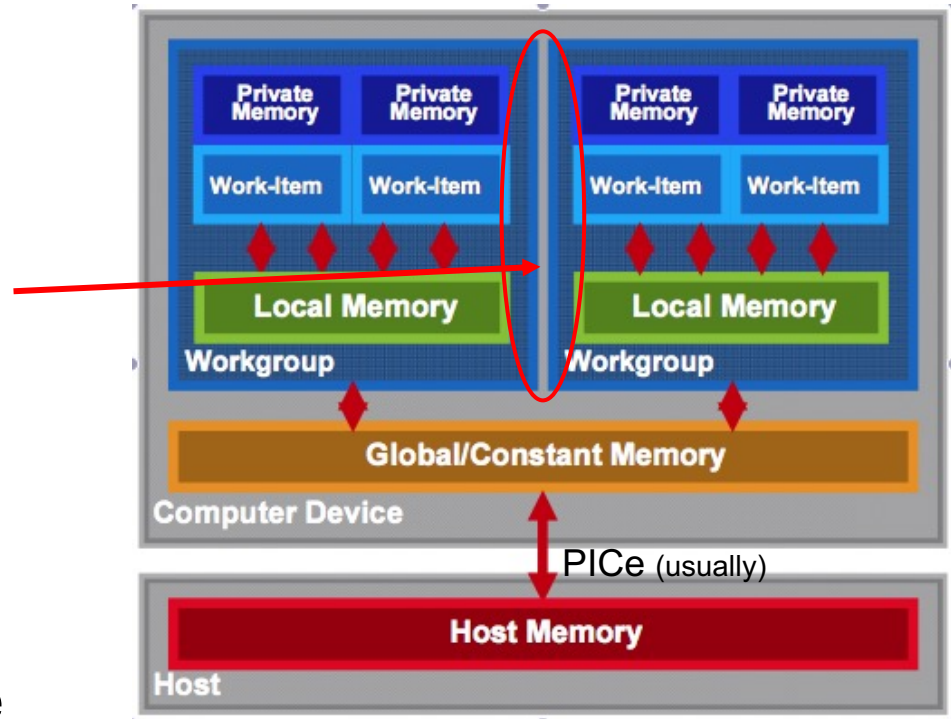 Private Private Private Private
Memory Memory Memory Memory
Work-Item Work-Item Work-Item Work-Item
Local Memory Local Memory
Workgroup Workgroup
Global/Constant Memory
Computer Device
PICe (usually)
Host Memory
Host
e